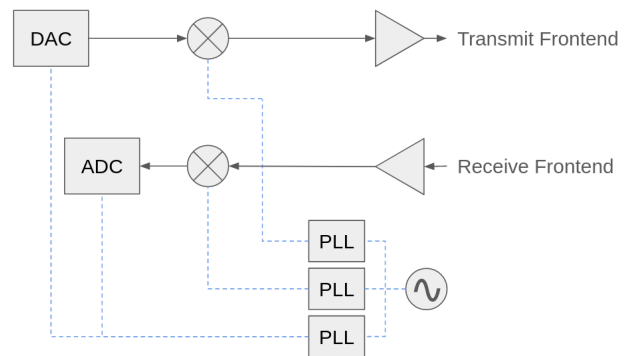 DAC
Transmit Frontend
ADC
Receive Frontend
PLL
PLL
PLL